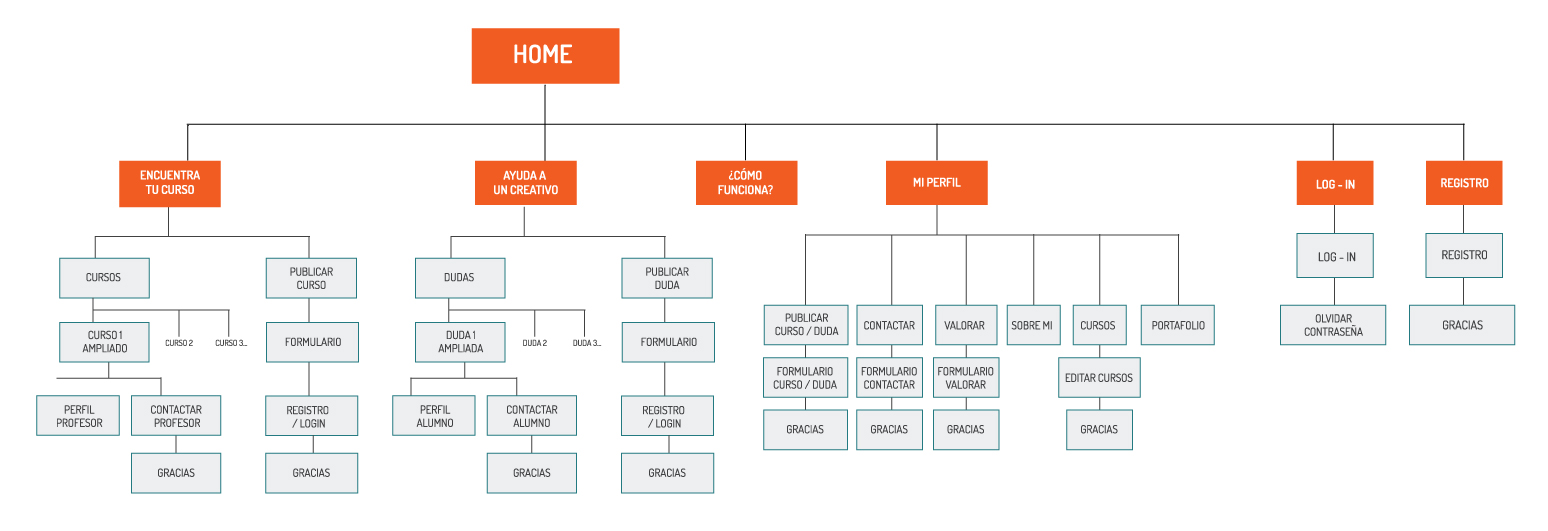 HOME
ENCUENTRA
TU CURSO
AYUDA A
UN CREATIVO
¿CÓMO
FUNCIONA?
MI PERFIL
LOG - IN
REGISTRO
CURSOS
PUBLICAR
CURSO
DUDAS
PUBLICAR
DUDA
LOG - IN
REGISTRO
CURSO 1
AMPLIADO
CURSO 2
CURSO 3...
FORMULARIO
DUDA 1
AMPLIADA
DUDA 2
DUDA 3...
FORMULARIO
PUBLICAR
CURSO / DUDA
CONTACTAR
VALORAR
SOBRE MI
CURSOS
PORTAFOLIO
OLVIDAR
CONTRASEÑA
GRACIAS
FORMULARIO
CURSO / DUDA
FORMULARIO
CONTACTAR
FORMULARIO
VALORAR
EDITAR CURSOS
PERFIL
PROFESOR
CONTACTAR
PROFESOR
REGISTRO
/ LOGIN
PERFIL
ALUMNO
CONTACTAR
ALUMNO
REGISTRO
/ LOGIN
GRACIAS
GRACIAS
GRACIAS
GRACIAS
GRACIAS
GRACIAS
GRACIAS
GRACIAS